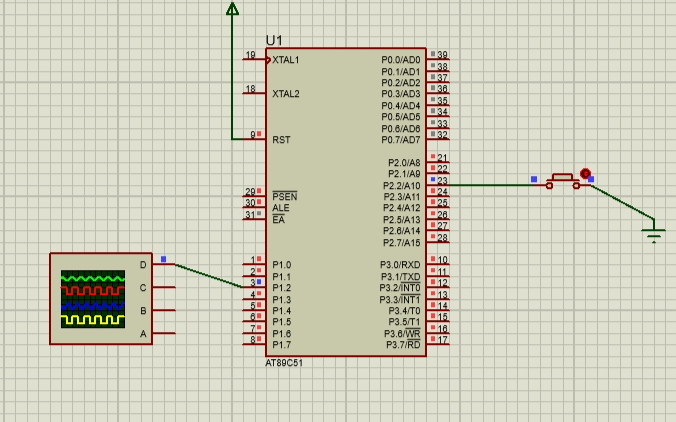 U1
19 XTAL1 P0.0/AD0 39
P0.1/AD1 38
P0.2/AD2 37
18 XTAL2 P0.3/AD3 36
P0.4/AD4 35
P0.5/AD5 34
P0.6/AD6 33
9 RST P0.7/AD7 32
P2.0/A8 21
P2.1/A9 22
P2.2/A10 23
29 PSEN P2.3/A11 24
30 ALE P2.4/A12 25
31 EA P2.5/A13 26
P2.6/A14 27
P2.7/A15 28
D 1 P1.0 P3.0/RXD 10
2 P1.1 P3.1/TXD 11
C 3 P1.2 P3.2/INT0 12
4 P1.3 P3.3/INT1 13
B 5 P1.4 P3.4/T0 14
6 P1.5 P3.5/T1 15
A 7 P1.6 P3.6/WR 16
8 P1.7 P3.7/RD 17
AT89C51